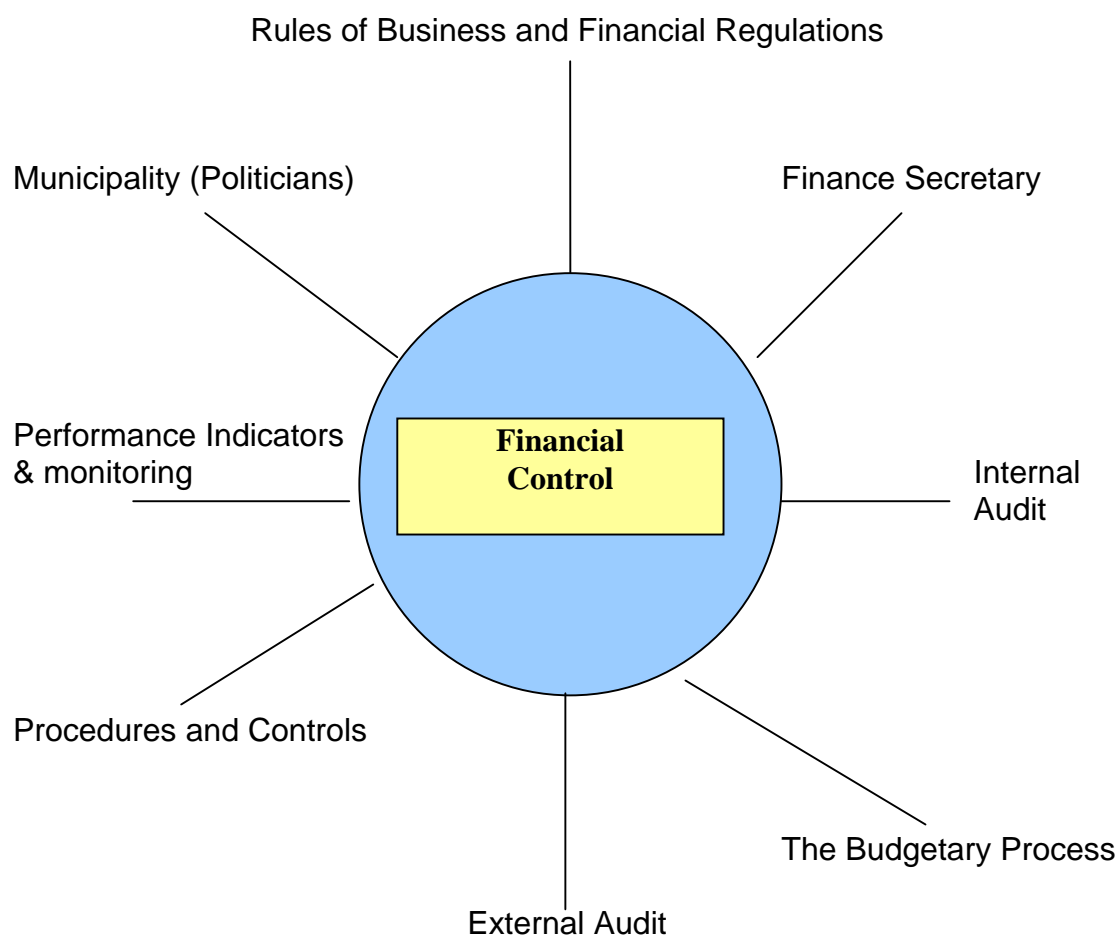 Rules of Business and Financial Regulations
Municipality (Politicians)
Finance Secretary
Performance Indicators
& monitoring
Financial
Control
Internal
Audit
Procedures and Controls
The Budgetary Process
External Audit